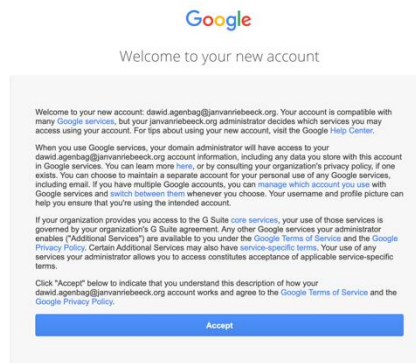 Google
Welcome to your new account
Welcome to your new account: dawid.agenbag@janvanriebeeck.org. Your account is compatible with
many Google services, but your janvanriebeeck.org administrator decides which services you may
access using your account. For tips about using your new account, visit the Google Help Center.
When you use Google services, your domain administrator will have access to your
dawid.agenbag@janvanriebeeck.org account information, including any data you store with this account
in Google services. You can learn more here, or by consulting your organization's privacy policy, if one
exists. You can choose to maintain a separate account for your personal use of any Google services,
including email. If you have multiple Google accounts, you can manage which account you use with
Google services and switch between them whenever you choose. Your username and profile picture can
help you ensure that you're using the intended account.
If your organization provides you access to the G Suite core services, your use of those services is
governed by your organization's G Suite agreement. Any other Google services your administrator
enables ("Additional Services") are available to you under the Google Terms of Service and the Google
Privacy Policy. Certain Additional Services may also have service-specific terms. Your use of any
services your administrator allows you to access constitutes acceptance of applicable service-specific
terms.
Click "Accept" below to indicate that you understand this description of how your
dawid.agenbag@janvanriebeeck.org account works and agree to the Google Terms of Service and the
Google Privacy Policy.
Accept